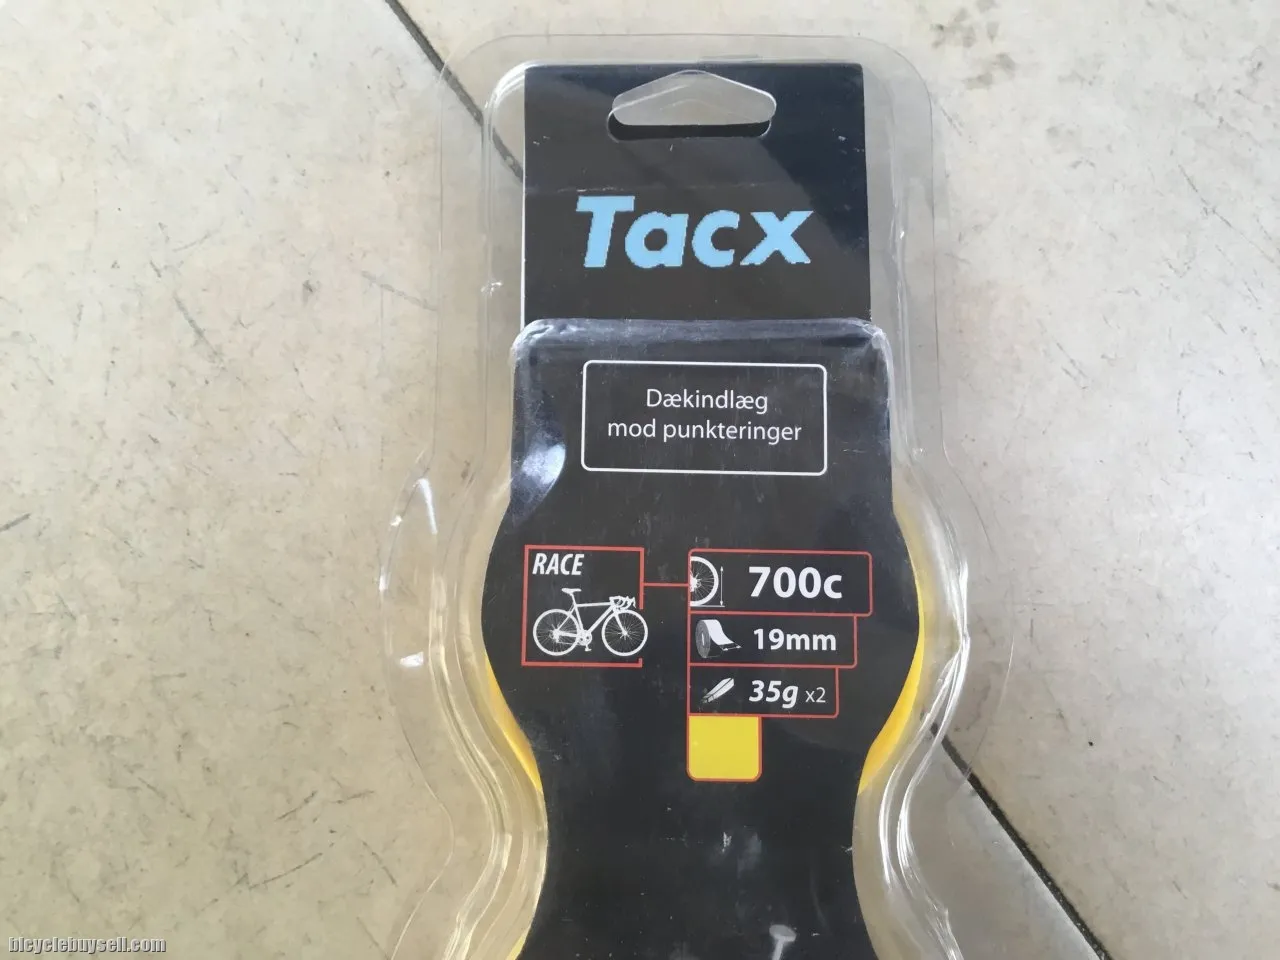 Tacx
Dækindlæg
mod punkteringer
RACE
700c
19mm
35g x2
bicyclebuysell.com